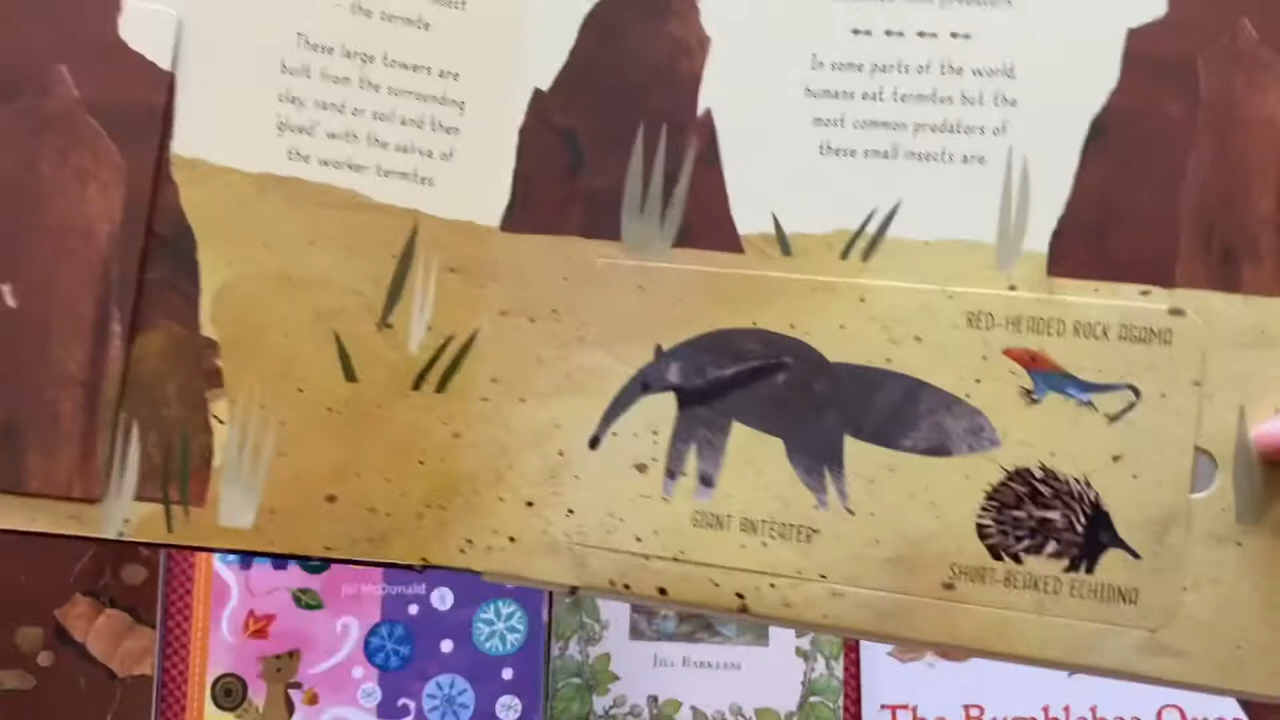 insect
- the termite
These large towers are
built from the surrounding
clay, sand or soil and then
'glued' with the saliva of
the worker termites.
predators
In some parts of the world,
humans eat termites but the
most common predators of
these small insects are
RED-HEADED ROCK AGAMA
GIANT ANTEATER
SHORT-BEAKED ECHIDNA
Jill McDonald
JILL BARKLEM
The Bumblebee Qu